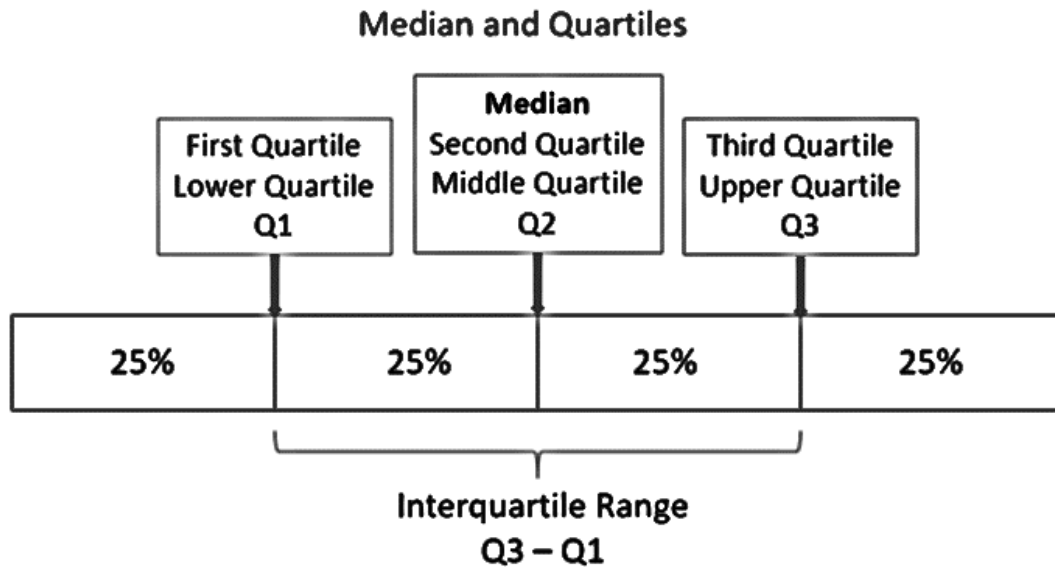 Median and Quartiles
First Quartile
Lower Quartile
Q1
Median
Second Quartile
Middle Quartile
Q2
Third Quartile
Upper Quartile
Q3
25%
25%
25%
25%
Interquartile Range
Q3 – Q1